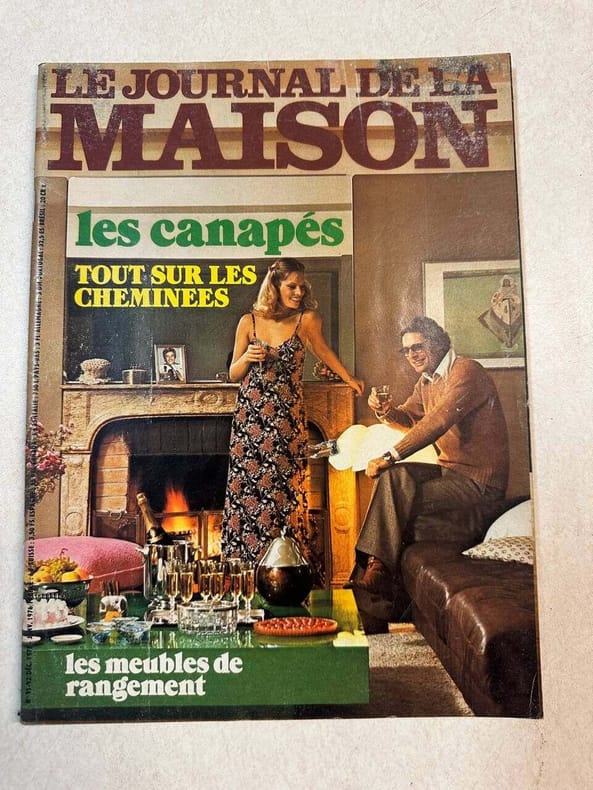 LE JOURNAL DE LA
MAISON
les canapés
TOUT SUR LES
CHEMINEES
les meubles de
rangement